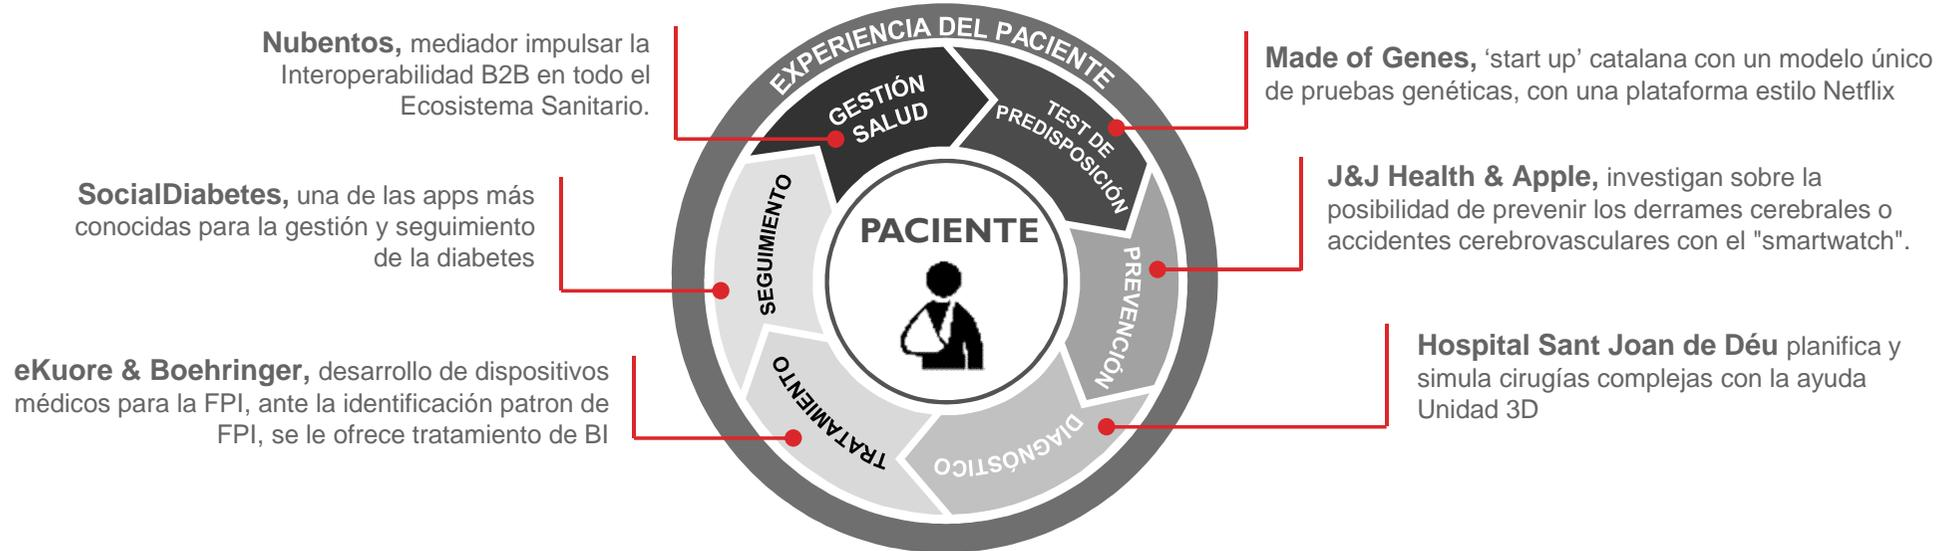 EXPERIENCIA DEL PACIENTE
GESTIÓN
SALUD
TEST DE
PREDISPOSICIÓN
PREVENCIÓN
DIAGNÓSTICO
TRATAMIENTO
SEGUIMIENTO
PACIENTE
Nubentos, mediador impulsar la
Interoperabilidad B2B en todo el
Ecosistema Sanitario.
SocialDiabetes, una de las apps más
conocidas para la gestión y seguimiento
de la diabetes
eKuore & Boehringer, desarrollo de dispositivos
médicos para la FPI, ante la identificación patron de
FPI, se le ofrece tratamiento de BI
Made of Genes, ‘start up’ catalana con un modelo único
de pruebas genéticas, con una plataforma estilo Netflix
J&J Health & Apple, investigan sobre la
posibilidad de prevenir los derrames cerebrales o
accidentes cerebrovasculares con el "smartwatch".
Hospital Sant Joan de Déu planifica y
simula cirugías complejas con la ayuda
Unidad 3D